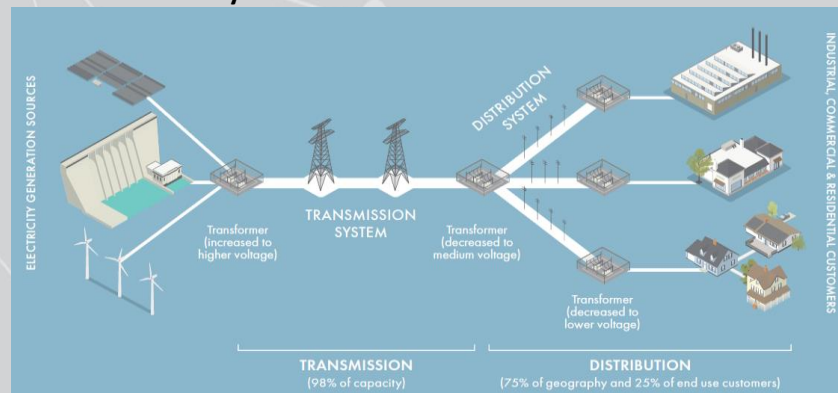 ELECTRICITY GENERATION SOURCES
Transformer
(increased to
higher voltage)
TRANSMISSION
SYSTEM
Transformer
(decreased to
medium voltage)
DISTRIBUTION
SYSTEM
Transformer
(decreased to
lower voltage)
INDUSTRIAL, COMMERCIAL & RESIDENTIAL CUSTOMERS
TRANSMISSION
(98% of capacity)
DISTRIBUTION
(75% of geography and 25% of end use customers)